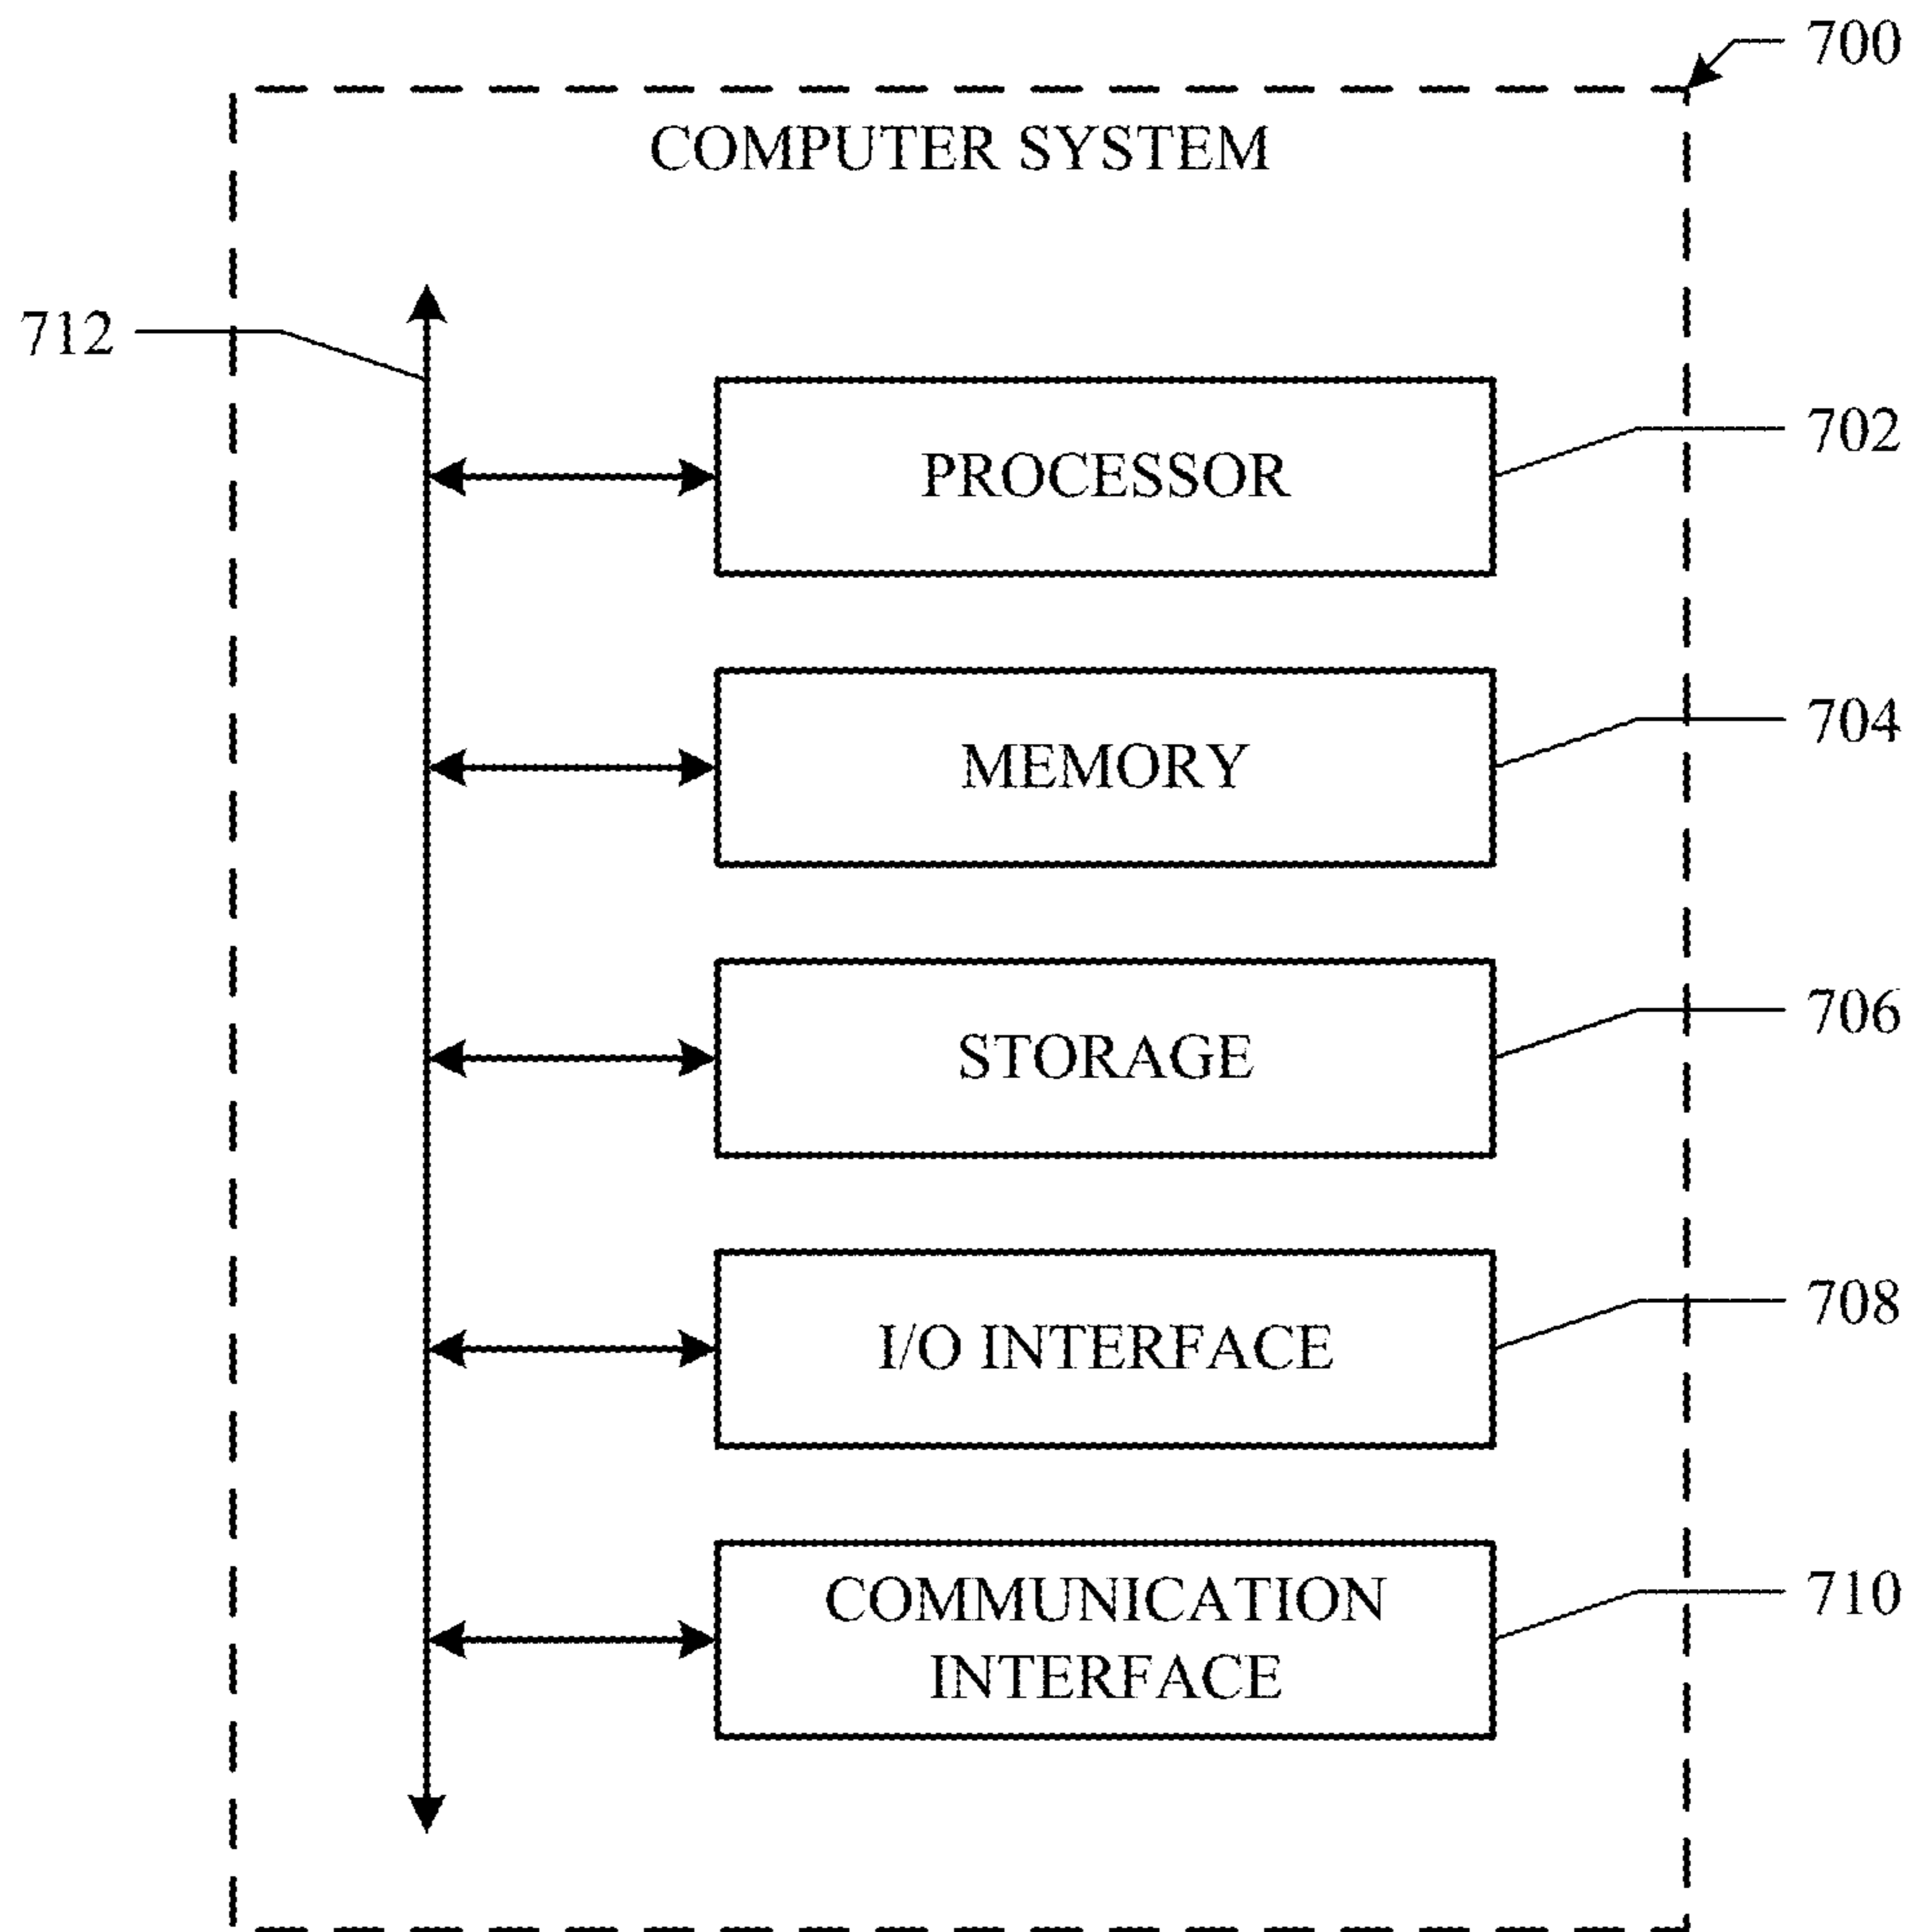 700
COMPUTER SYSTEM
712
702
PROCESSOR
704
MEMORY
706
STORAGE
708
I/O INTERFACE
710
COMMUNICATION
INTERFACE